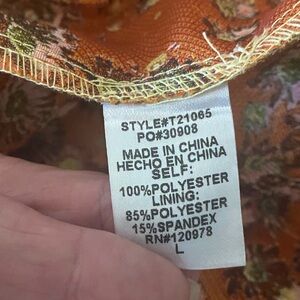 STYLE#T21065
PO#30908
MADE IN CHINA
HECHO EN CHINA
SELF:
100%POLYESTER
LINING:
85%POLYESTER
15%SPANDEX
RN#120978
L